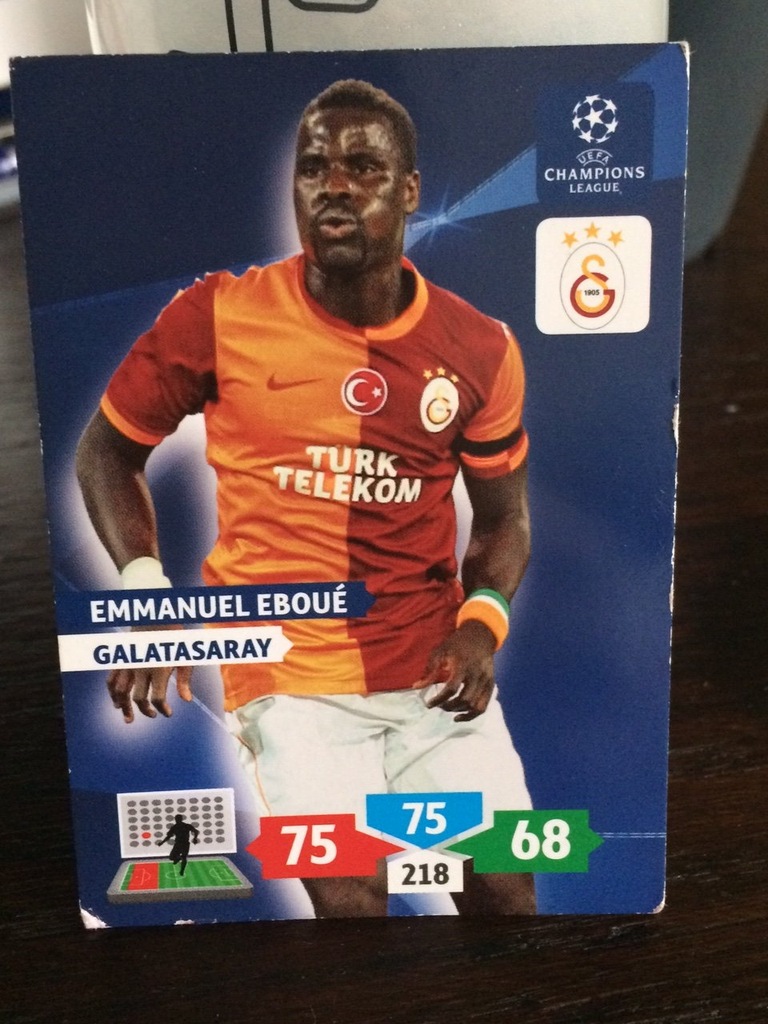 UEFA
CHAMPIONS
LEAGUE
1905
TÜRK
TELEKOM
EMMANUEL EBOUÉ
GALATASARAY
75
75
68
218